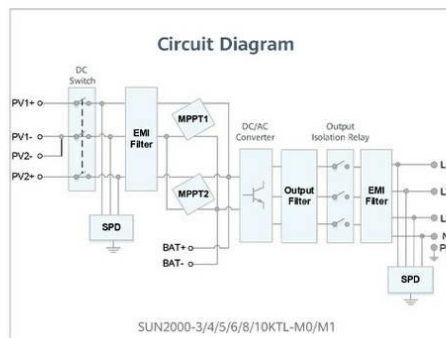 Circuit Diagram
DC
Switch
PV1+
PV1-
PV2-
PV2+
EMI
Filter
MPPT1
MPPT2
SPD
BAT+
BAT-
DC/AC
Converter
Output
Filter
Output
Isolation Relay
EMI
Filter
L
L
L
N
P
SPD
SUN2000-3/4/5/6/8/10KTL-M0/M1